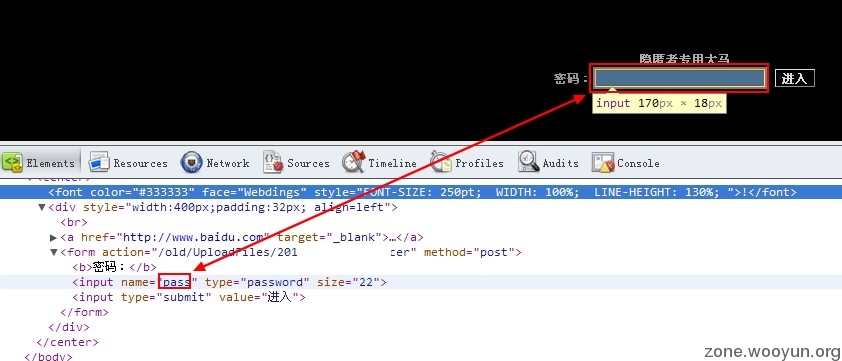 隐匿者专用大马
密码： 进入
input 170px × 18px
Elements Resources Network Sources Timeline Profiles Audits Console
<center>
<font color="#333333" face="Webdings" style="FONT-SIZE: 250pt;  WIDTH: 100%;  LINE-HEIGHT: 130%; ">!</font>
▼<div style="width:400px;padding:32px; align=left">
<br>
▶<a href="http://www.baidu.com" target="_blank">…</a>
▼<form action="/old/UploadFiles/201 cer" method="post">
<b>密码：</b>
<input name="pass" type="password" size="22">
<input type="submit" value="进入">
</form>
</div>
</center>
</body>
zone.wooyun.org